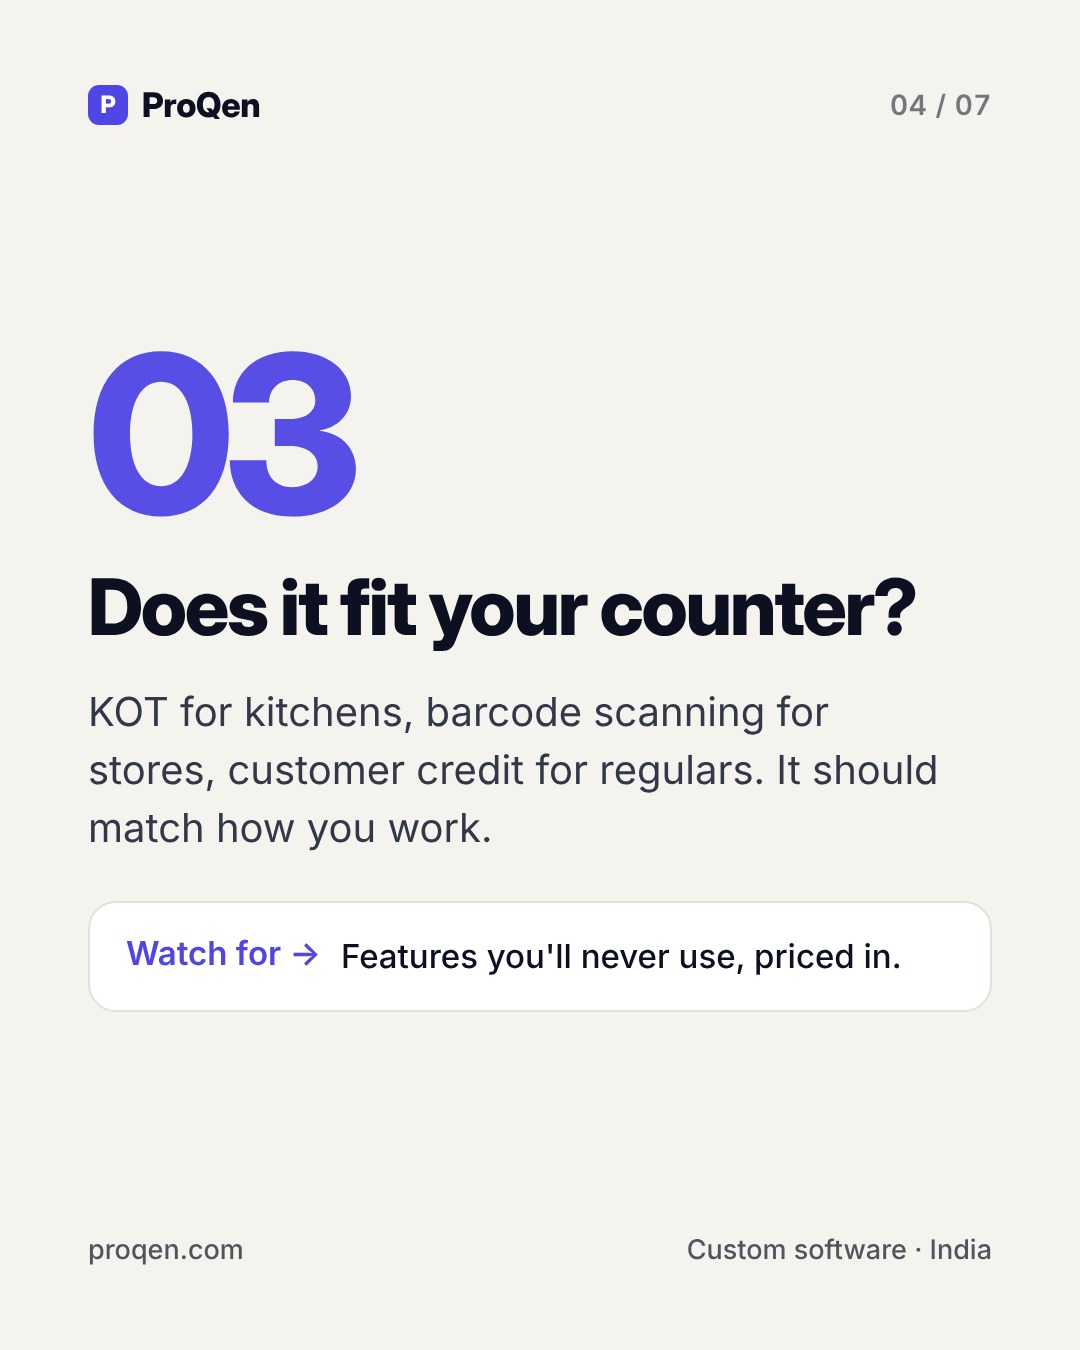 P ProQen
04 / 07
03
Does it fit your counter?
KOT for kitchens, barcode scanning for
stores, customer credit for regulars. It should
match how you work.
Watch for → Features you'll never use, priced in.
proqen.com
Custom software · India